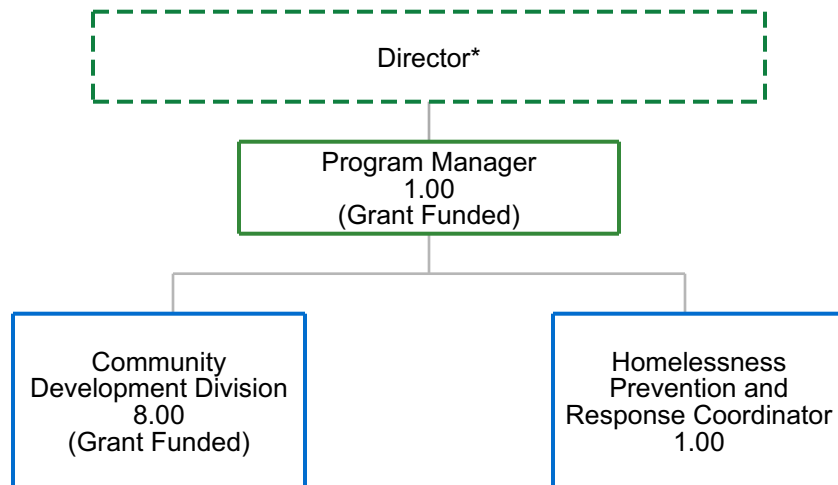 Director*
Program Manager
1.00
(Grant Funded)
Community
Development Division
8.00
(Grant Funded)
Homelessness
Prevention and
Response Coordinator
1.00